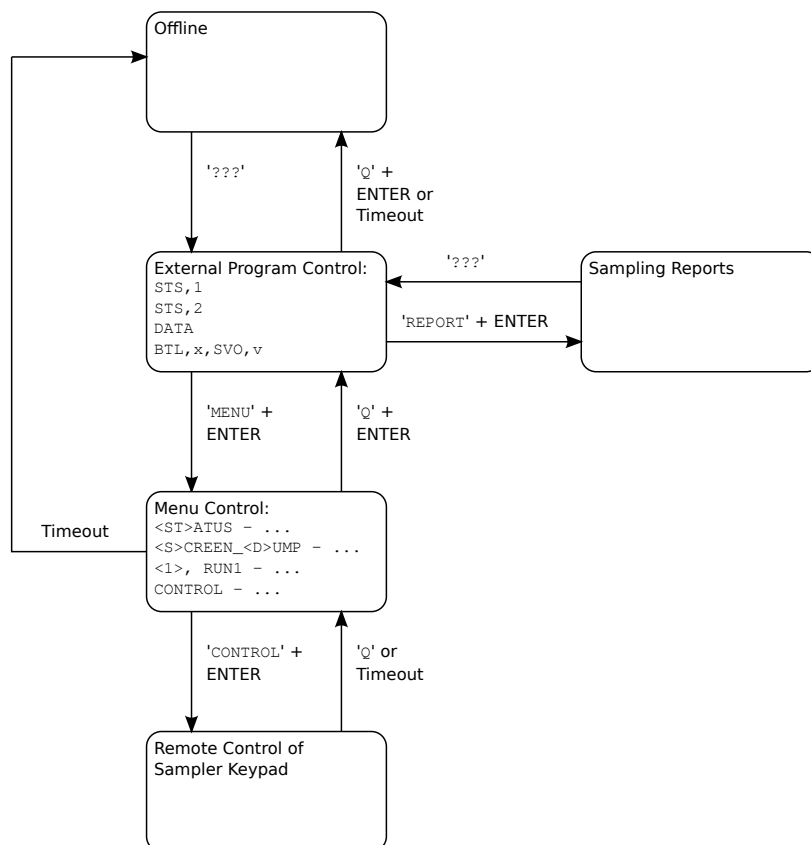 Offline
'???'
'Q' +
ENTER or
Timeout
External Program Control:
STS,1
STS,2
DATA
BTL,x,SVO,v
'???'
'REPORT' + ENTER
Sampling Reports
'MENU' +
ENTER
'Q' +
ENTER
Timeout
Menu Control:
<ST>ATUS – ...
<S>CREEN_<D>UMP – ...
<1>, RUN1 – ...
CONTROL – ...
'CONTROL' +
ENTER
'Q' or
Timeout
Remote Control of
Sampler Keypad